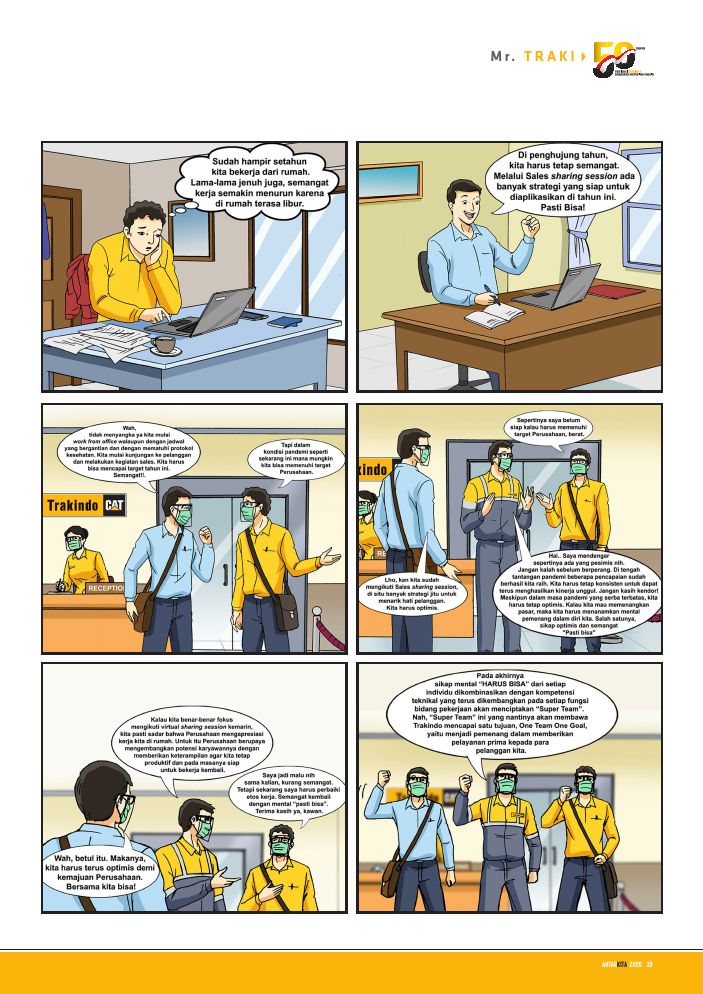 Mr. TRAKI
50
Sudah hampir setahun
kita bekerja dari rumah.
Lama-lama jenuh juga, semangat
kerja semakin menurun karena
di rumah terasa libur.
Di penghujung tahun,
kita harus tetap semangat.
Melalui Sales sharing session ada
banyak strategi yang siap untuk
diaplikasikan di tahun ini.
Pasti Bisa!
Wah,
tidak menyangka ya kita mulai
work from office walaupun dengan jadwal
yang bergantian dan dengan mematuhi protokol
kesehatan. Kita mulai kunjungan ke pelanggan
dan melakukan kegiatan sales. Kita harus
bisa mencapai target tahun ini.
Semangat!!.
Tapi dalam
kondisi pandemi seperti
sekarang ini mana mungkin
kita bisa memenuhi target
Perusahaan.
Trakindo CAT
RECEPTION
Sepertinya saya belum
siap kalau harus memenuhi
target Perusahaan, berat.
kindo
RE
Lho, kan kita sudah
mengikuti Sales sharing session,
di situ banyak strategi jitu untuk
menarik hati pelanggan.
Kita harus optimis.
Hai.. Saya mendengar
sepertinya ada yang pesimis nih.
Jangan kalah sebelum berperang. Di tengah
tantangan pandemi beberapa pencapaian sudah
berhasil kita raih. Kita harus tetap konsisten untuk dapat
terus menghasilkan kinerja unggul. Jangan kasih kendor!
Meskipun dalam masa pandemi yang serba terbatas, kita
harus tetap optimis. Kalau kita mau memenangkan
pasar, maka kita harus menanamkan mental
pemenang dalam diri kita. Salah satunya,
sikap optimis dan semangat
"Pasti bisa"
Kalau kita benar-benar fokus
mengikuti virtual sharing session kemarin,
kita pasti sadar bahwa Perusahaan mengapresiasi
kerja kita di rumah. Untuk itu Perusahaan berupaya
mengembangkan potensi karyawannya dengan
memberikan keterampilan agar kita tetap
produktif dan pada masanya siap
untuk bekerja kembali.
Saya jadi malu nih
sama kalian, kurang semangat.
Tetapi sekarang saya harus perbaiki
etos kerja. Semangat kembali
dengan mental "pasti bisa".
Terima kasih ya, kawan.
Wah, betul itu. Makanya,
kita harus terus optimis demi
kemajuan Perusahaan.
Bersama kita bisa!
Pada akhirnya
sikap mental "HARUS BISA" dari setiap
individu dikombinasikan dengan kompetensi
teknikal yang terus dikembangkan pada setiap fungsi
bidang pekerjaan akan menciptakan "Super Team".
Nah, "Super Team" ini yang nantinya akan membawa
Trakindo mencapai satu tujuan, One Team One Goal,
yaitu menjadi pemenang dalam memberikan
pelayanan prima kepada para
pelanggan kita.
ANTARKITA 2020 39